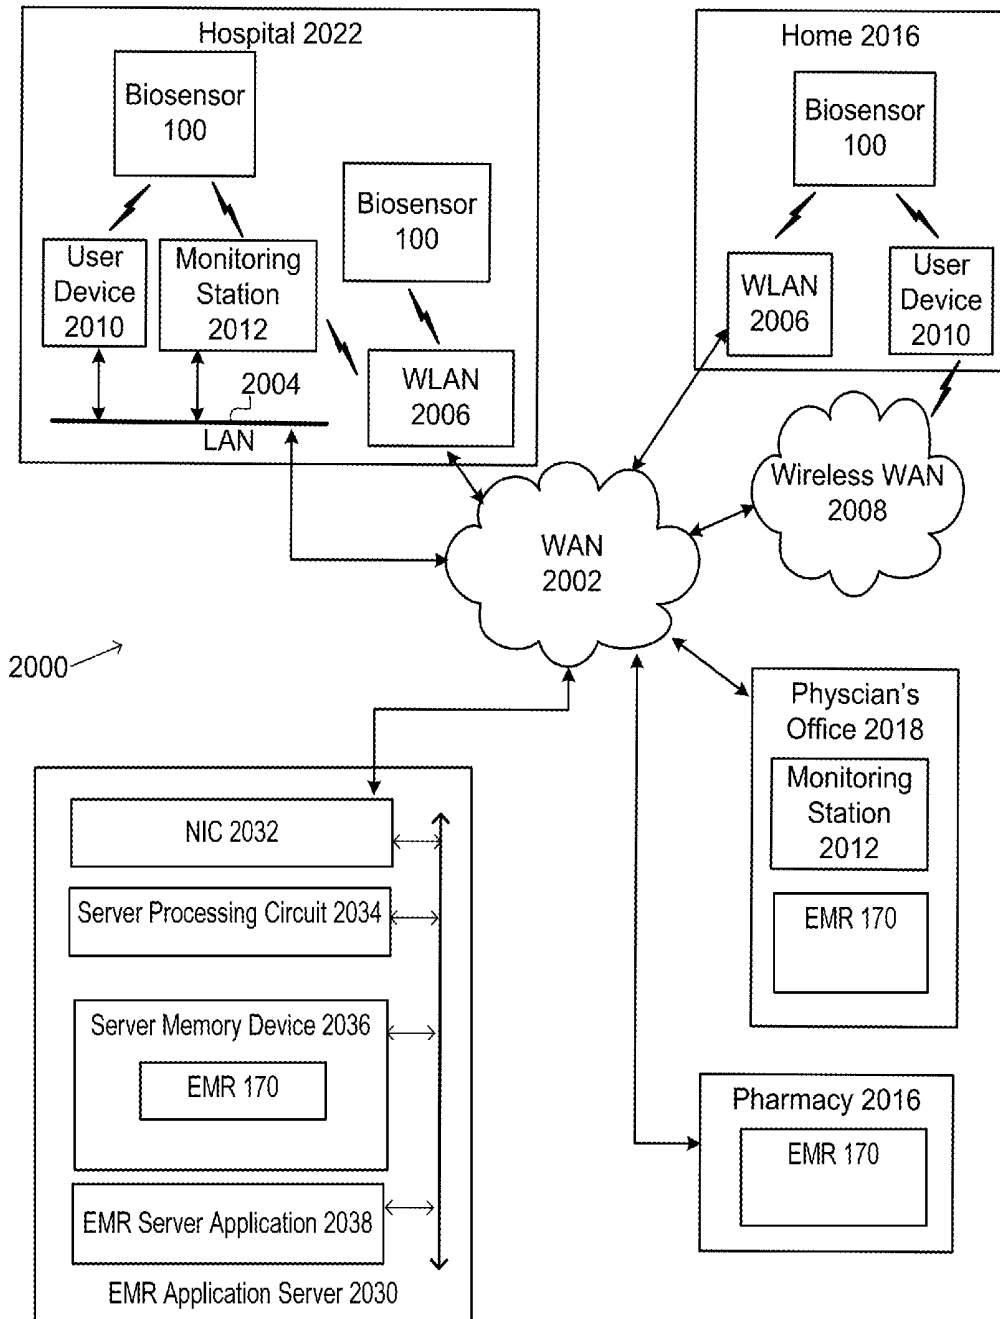 Hospital 2022
Biosensor
100
Biosensor
100
User
Device
2010
Monitoring
Station
2012
WLAN
2006
2004
LAN
Home 2016
Biosensor
100
WLAN
2006
User
Device
2010
Wireless WAN
2008
WAN
2002
2000
Physcian's
Office 2018
Monitoring
Station
2012
EMR 170
Pharmacy 2016
EMR 170
NIC 2032
Server Processing Circuit 2034
Server Memory Device 2036
EMR 170
EMR Server Application 2038
EMR Application Server 2030